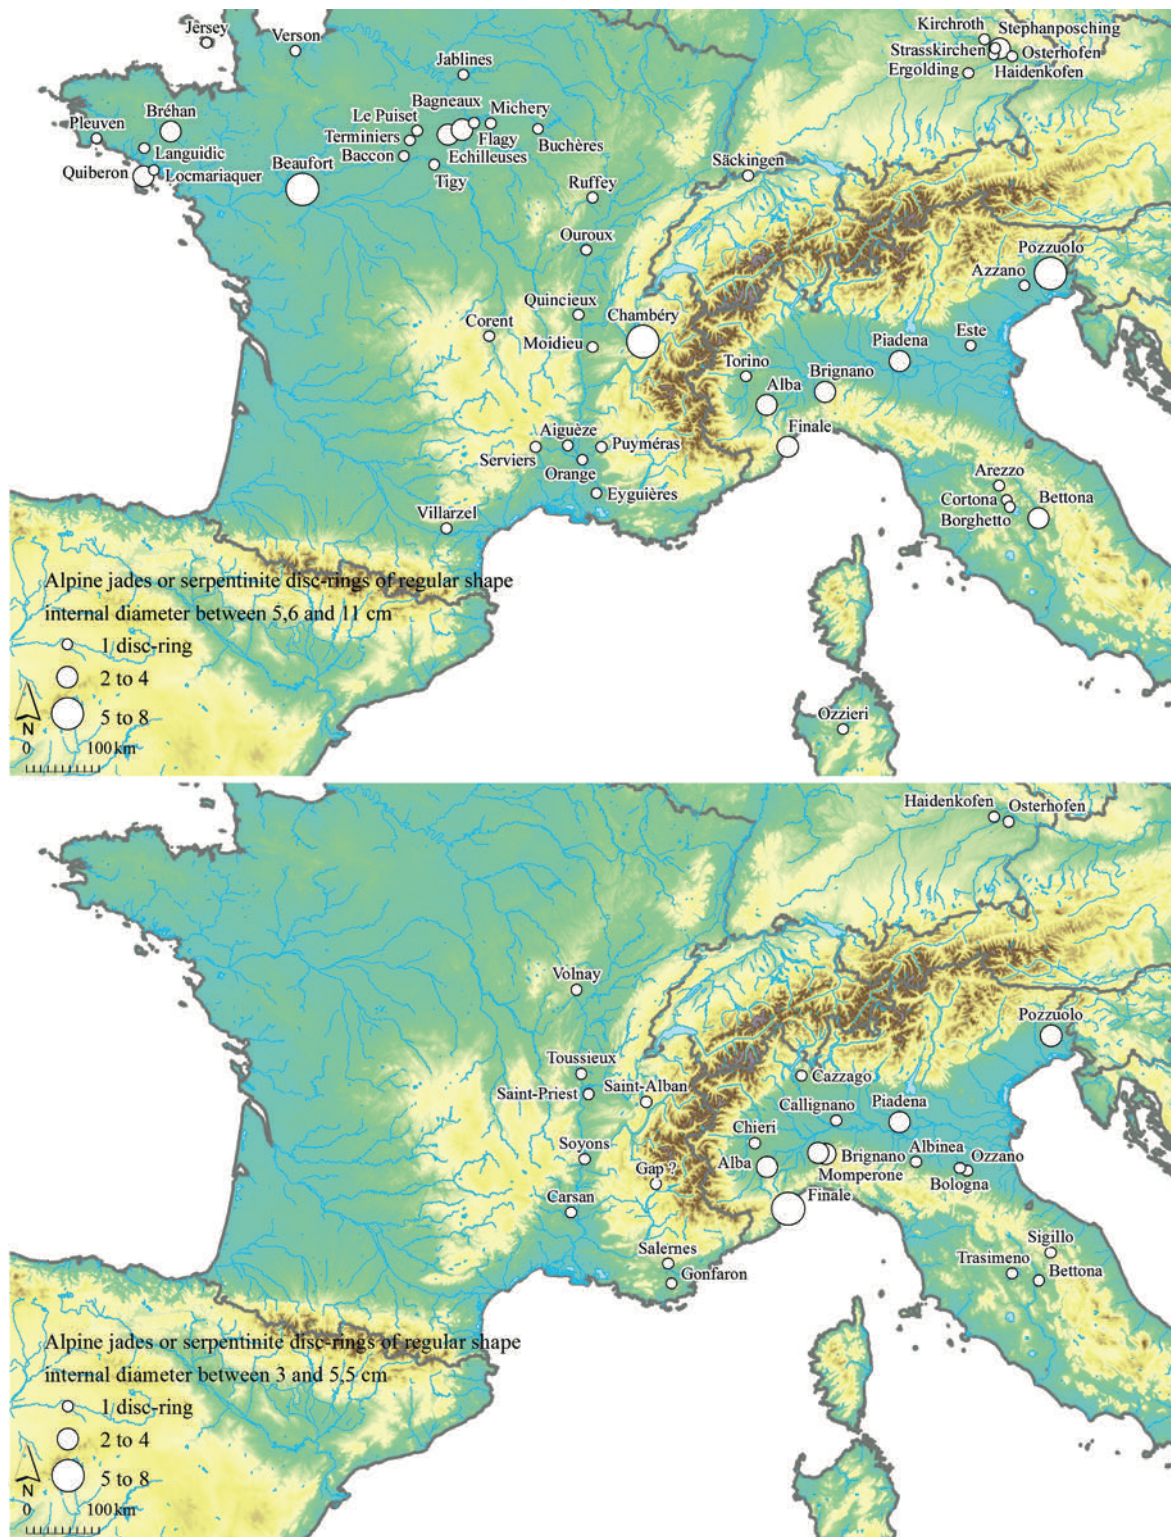 Jersey
Verson
Jablines
Kirchroth
Stephanposching
Strasskirchen
Osterhofen
Ergolding
Haidenkofen
Bréhan
Pleuven
Languidic
Quiberon
Locmariaquer
Beaufort
Bagneaux
Michery
Le Puiset
Terminiers
Flagy
Baccon
Echilleuses
Buchères
Tigy
Säckingen
Ruffey
Ouroux
Pozzuolo
Azzano
Quincieux
Chambéry
Corent
Moidieu
Este
Piadena
Torino
Brignano
Alba
Finale
Aiguèze
Puyméras
Serviers
Orange
Eyguières
Villarzel
Arezzo
Cortona
Bettona
Borghetto
Ozzieri
Alpine jades or serpentinite disc-rings of regular shape
internal diameter between 5,6 and 11 cm
1 disc-ring
2 to 4
5 to 8
N
0 100 km
Haidenkofen
Osterhofen
Volnay
Pozzuolo
Toussieux
Saint-Priest
Saint-Alban
Cazzago
Callignano
Piadena
Chieri
Soyons
Alba
Brignano
Albinea
Ozzano
Gap ?
Momperone
Bologna
Carsan
Finale
Salernes
Gonfaron
Sigillo
Trasimeno
Bettona
Alpine jades or serpentinite disc-rings of regular shape
internal diameter between 3 and 5,5 cm
1 disc-ring
2 to 4
5 to 8
N
0 100 km